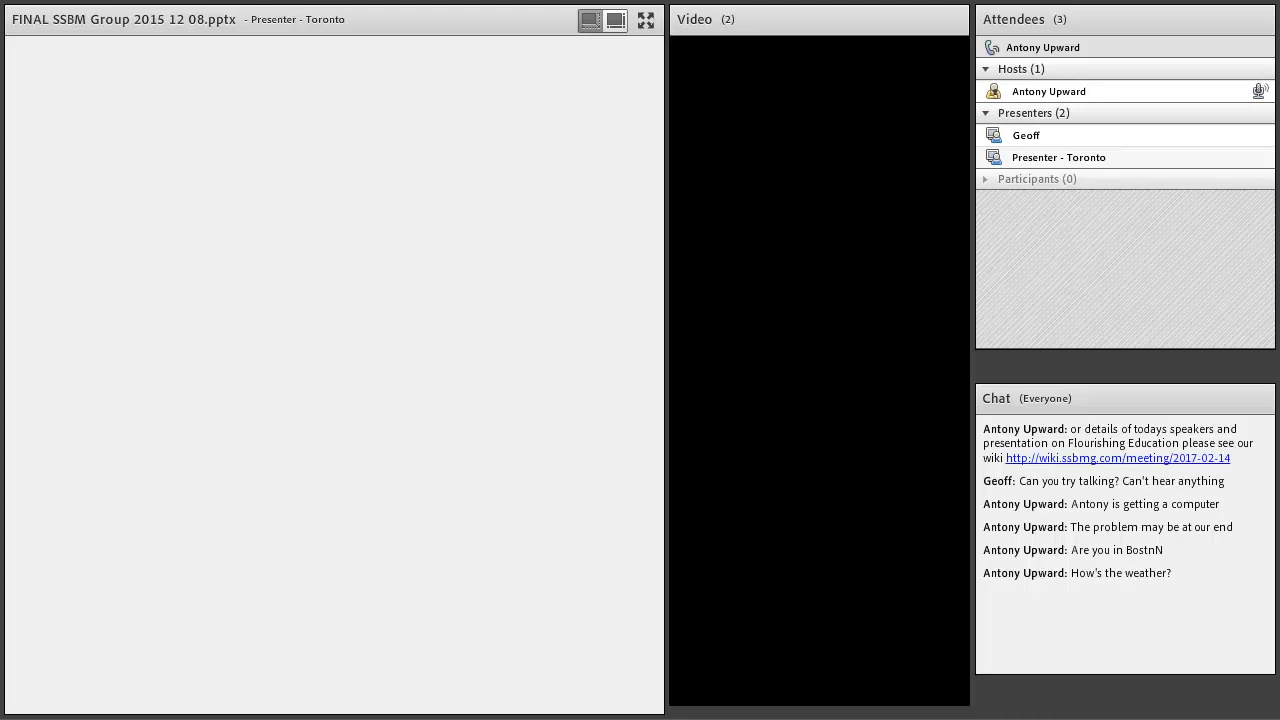 FINAL SSBM Group 2015 12 08.pptx - Presenter - Toronto
Video (2)
Attendees (3)
Antony Upward
Hosts (1)
Antony Upward
Presenters (2)
Geoff
Presenter - Toronto
Participants (0)
Chat (Everyone)
Antony Upward: or details of todays speakers and
presentation on Flourishing Education please see our
wiki http://wiki.ssbmg.com/meeting/2017-02-14
Geoff: Can you try talking? Can't hear anything
Antony Upward: Antony is getting a computer
Antony Upward: The problem may be at our end
Antony Upward: Are you in BostnN
Antony Upward: How's the weather?